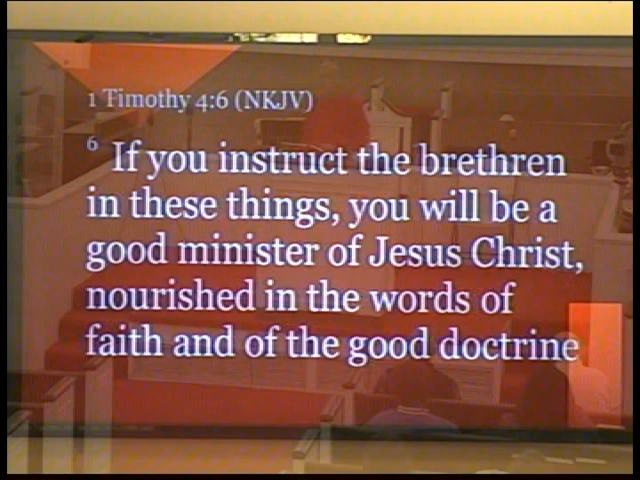 1 Timothy 4:6 (NKJV)
6 If you instruct the brethren
in these things, you will be a
good minister of Jesus Christ,
nourished in the words of
faith and of the good doctrine